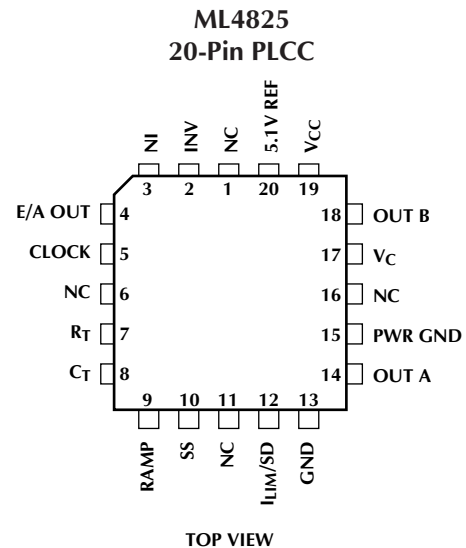 ML4825
20-Pin PLCC
NI
INV
NC
5.1V REF
VCC
3
2
1
20
19
E/A OUT 4
CLOCK 5
NC 6
RT 7
CT 8
18 OUT B
17 VC
16 NC
15 PWR GND
14 OUT A
9
10
11
12
13
RAMP
SS
NC
ILIM/SD
GND
TOP VIEW